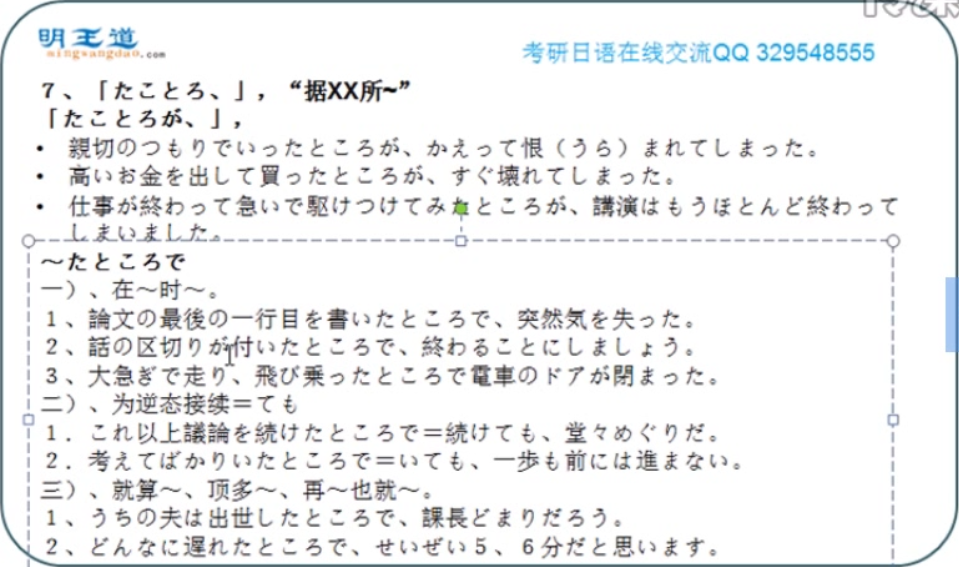 明王道
mingwangdao.com
考研日语在线交流QQ 329548555
７、「たことろ、」，“据XX所~”
「たことろが、」，
• 親切のつもりでいったところが、かえって恨（うら）まれてしまった。
• 高いお金を出して買ったところが、すぐ壊れてしまった。
• 仕事が終わって急いで駆けつけてみたところが、講演はもうほとんど終わって
しまいました。
～たところで
一）、在～时～。
１、論文の最後の一行目を書いたところで、突然気を失った。
２、話の区切りが付いたところで、終わることにしましょう。
３、大急ぎで走り、飛び乗ったところで電車のドアが閉まった。
二）、为逆态接续＝ても
１．これ以上議論を続けたところで＝続けても、堂々めぐりだ。
２．考えてばかりいたところで＝いても、一歩も前には進まない。
三）、就算～、顶多～、再～也就～。
１、うちの夫は出世したところで、課長どまりだろう。
２、どんなに遅れたところで、せいぜい５、６分だと思います。